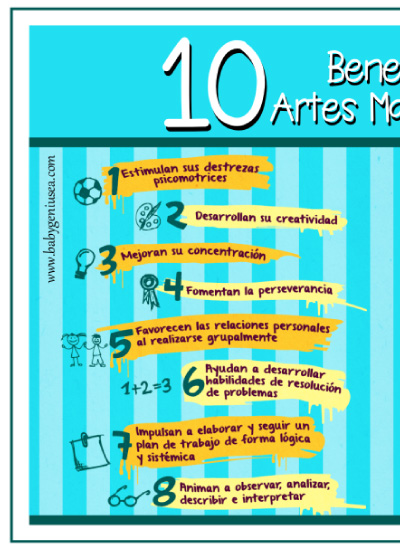 10 Bene
Artes Ma
www.babygeniusea.com
1 Estimulan sus destrezas
psicomotrices
2 Desarrollan su creatividad
3 Mejoran su concentración
4 Fomentan la perseverancia
5 Favorecen las relaciones personales
al realizarse grupalmente
1+2=3
6 Ayudan a desarrollar
habilidades de resolución
de problemas
7 Impulsan a elaborar y seguir un
plan de trabajo de forma lógica
y sistémica
8 Animan a observar, analizar,
describir e interpretar